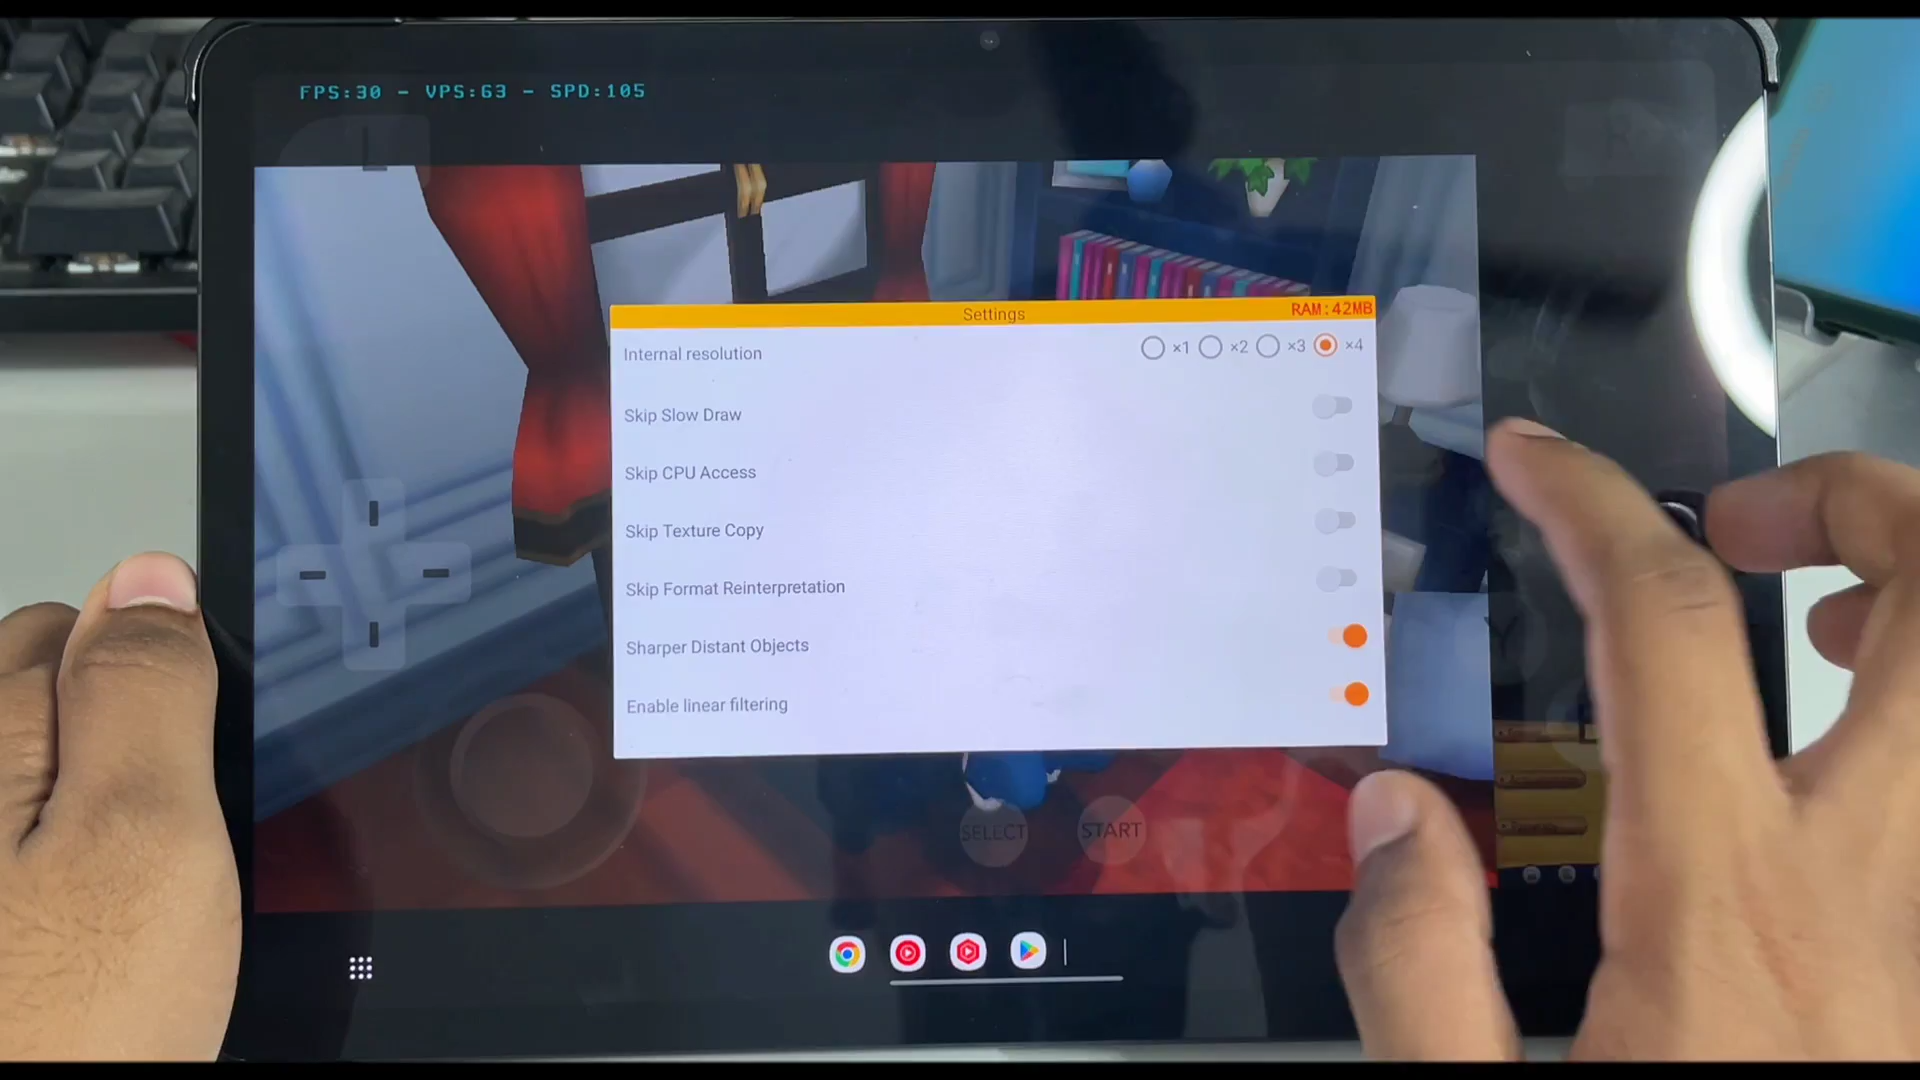 FPS:30 - VPS:63 - SPD:105
L
R
Settings
RAM:42MB
Internal resolution
×1 ×2 ×3 ×4
Skip Slow Draw
Skip CPU Access
Skip Texture Copy
Skip Format Reinterpretation
Sharper Distant Objects
Enable linear filtering
SELECT
START